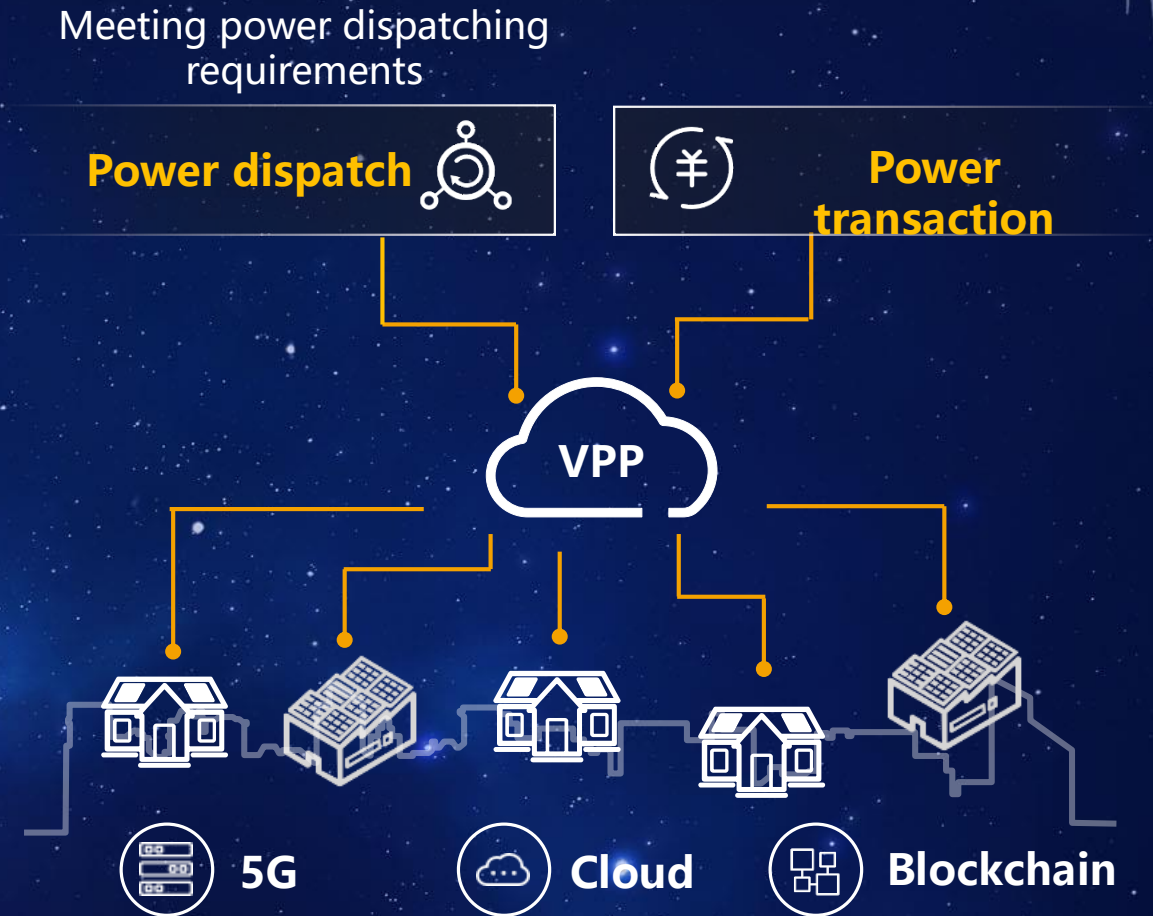 Meeting power dispatching
requirements
Power dispatch
¥
Power
transaction
VPP
5G
Cloud
Blockchain